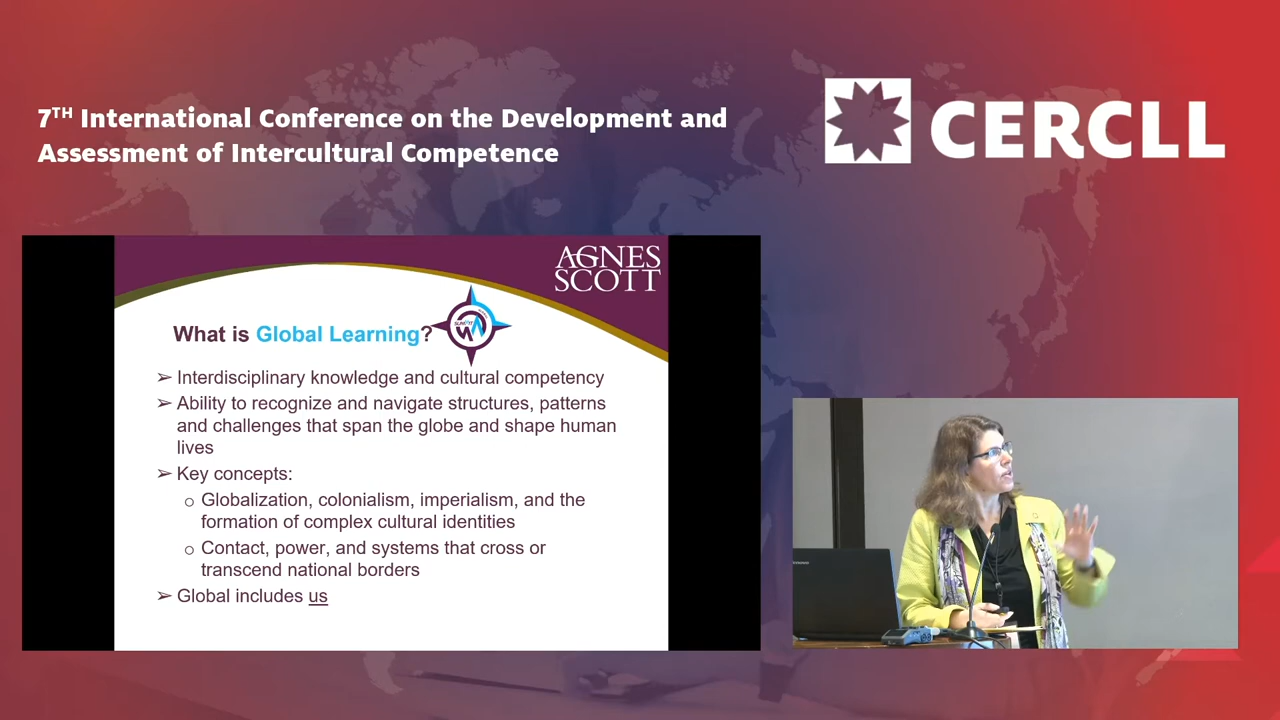 7TH International Conference on the Development and
Assessment of Intercultural Competence
CERCLL
AGNES
SCOTT
What is Global Learning?
SUMMIT
➢ Interdisciplinary knowledge and cultural competency
➢ Ability to recognize and navigate structures, patterns
and challenges that span the globe and shape human
lives
➢ Key concepts:
o Globalization, colonialism, imperialism, and the
formation of complex cultural identities
o Contact, power, and systems that cross or
transcend national borders
➢ Global includes us